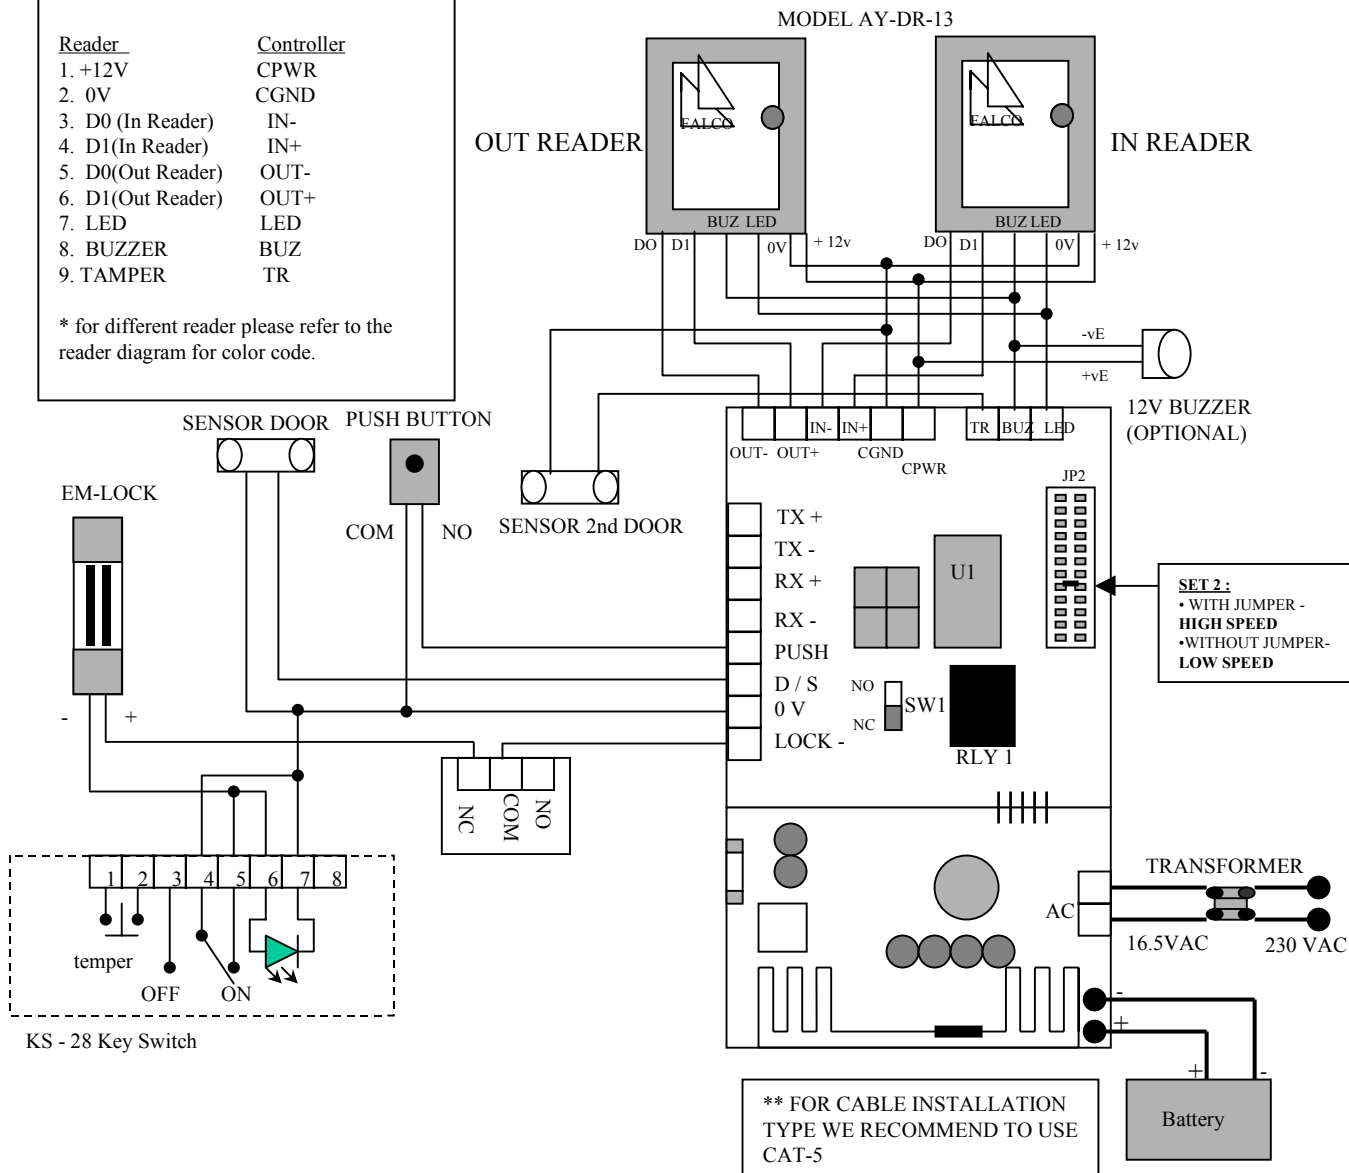 MODEL AY-DR-13
Reader Controller
1. +12V CPWR
2. 0V CGND
3. D0 (In Reader) IN-
4. D1(In Reader) IN+
5. D0(Out Reader) OUT-
6. D1(Out Reader) OUT+
7. LED LED
8. BUZZER BUZ
9. TAMPER TR
* for different reader please refer to the
reader diagram for color code.
OUT READER
FALCO
BUZ LED
DO D1 0V + 12v
FALCO
IN READER
BUZ LED
DO D1 0V + 12v
-vE
+vE
12V BUZZER
(OPTIONAL)
SENSOR DOOR
PUSH BUTTON
COM NO
SENSOR 2nd DOOR
EM-LOCK
- +
IN- IN+ TR BUZ LED
OUT- OUT+ CGND
CPWR
JP2
TX +
TX -
RX +
RX -
PUSH
D / S
0 V
LOCK -
U1
NO
SW1
NC
RLY 1
SET 2 :
• WITH JUMPER -
HIGH SPEED
•WITHOUT JUMPER-
LOW SPEED
NC COM NO
1 2 3 4 5 6 7 8
temper
OFF ON
KS - 28 Key Switch
TRANSFORMER
AC
16.5VAC 230 VAC
-
+
+ -
Battery
** FOR CABLE INSTALLATION
TYPE WE RECOMMEND TO USE
CAT-5